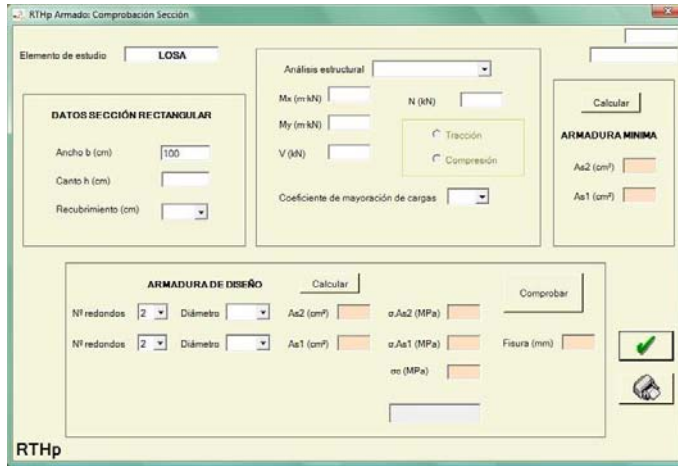 RTHp Armado: Comprobación Sección
Elemento de estudio LOSA
Análisis estructural
Mx (m·kN)
N (kN)
My (m·kN)
Tracción
V (kN)
Compresión
Coeficiente de mayoración de cargas
DATOS SECCIÓN RECTANGULAR
Ancho b (cm) 100
Canto h (cm)
Recubrimiento (cm)
Calcular
ARMADURA MINIMA
As2 (cm²)
As1 (cm²)
ARMADURA DE DISEÑO Calcular
Comprobar
Nº redondos 2 Diámetro As2 (cm²) σ.As2 (MPa)
Nº redondos 2 Diámetro As1 (cm²) σ.As1 (MPa) Fisura (mm)
σc (MPa)
RTHp